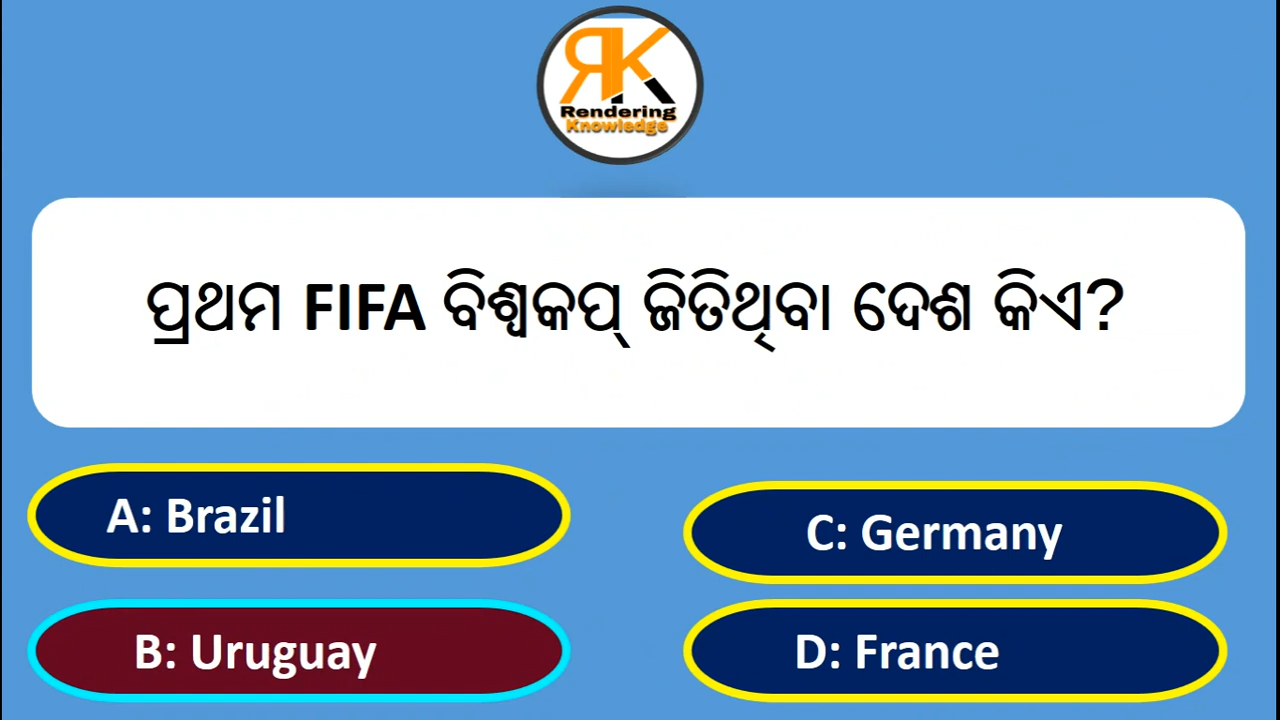 RK
Rendering
Knowledge
ପ୍ରଥମ FIFA ବିଶ୍ୱକପ୍ ଜିତିଥିବା ଦେଶ କିଏ?
A: Brazil
C: Germany
B: Uruguay
D: France